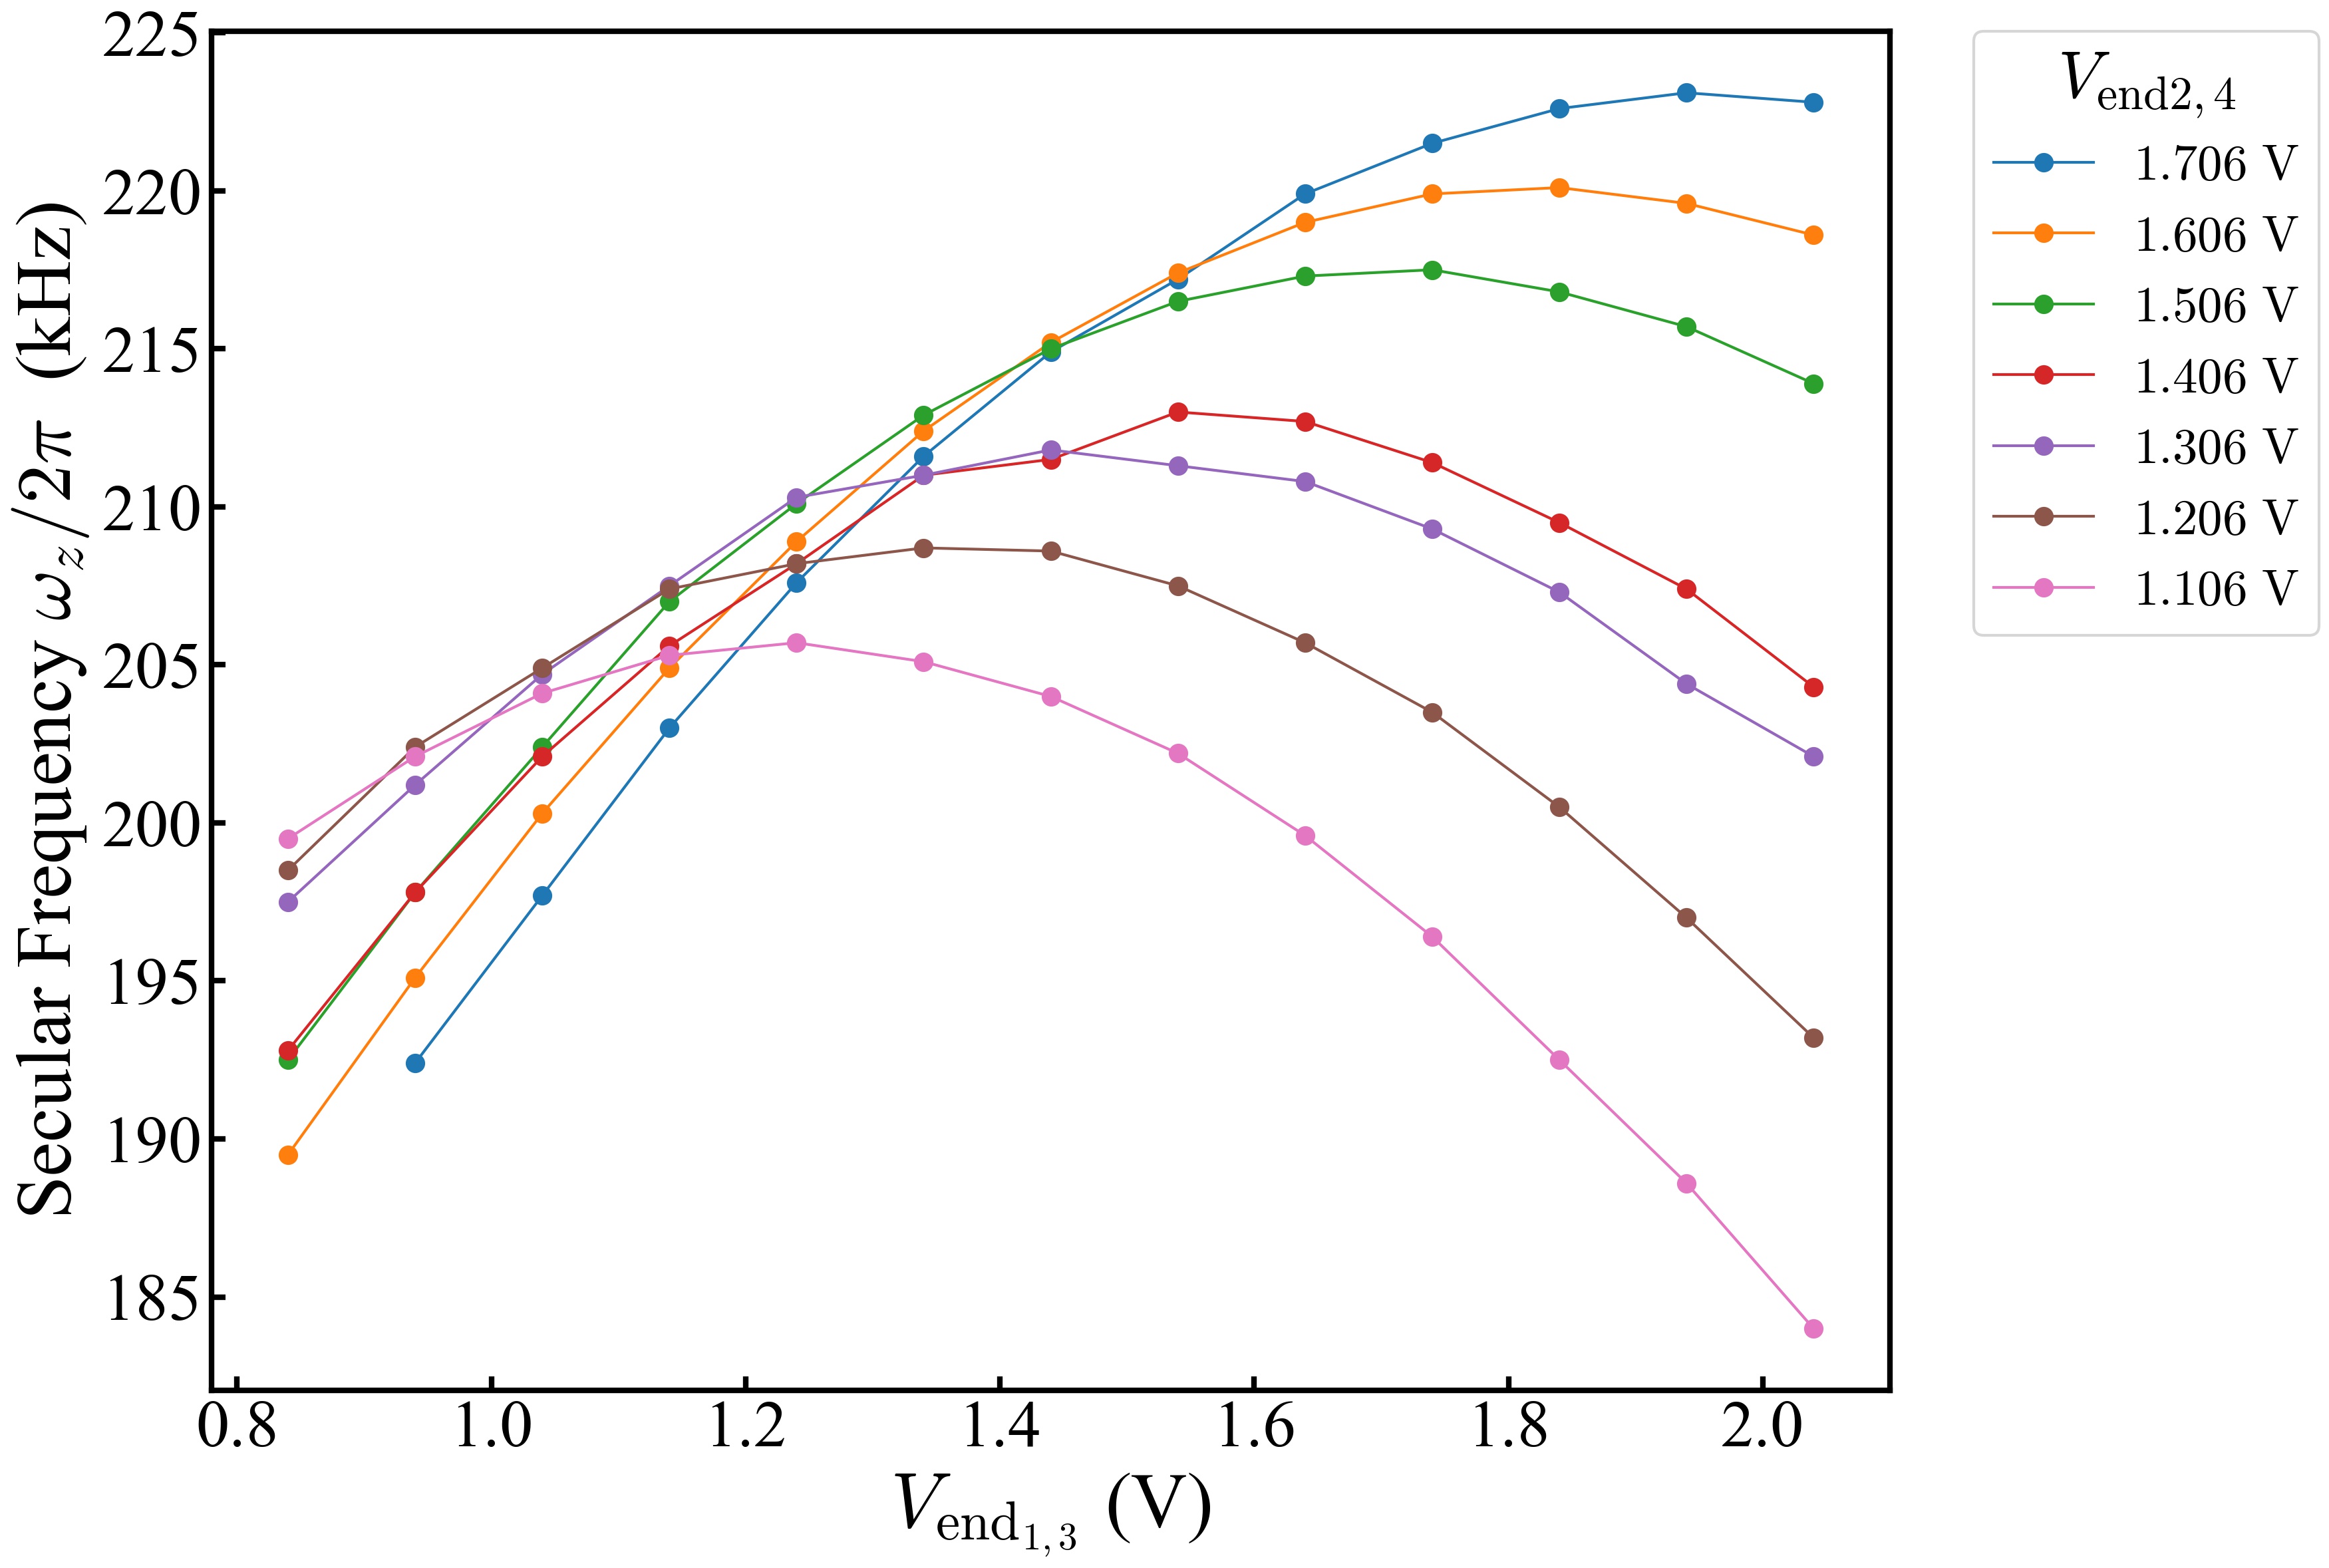 Secular Frequency ω_z/2π (kHz)
225
220
215
210
205
200
195
190
185
0.8 1.0 1.2 1.4 1.6 1.8 2.0
V_end_1,3 (V)
V_end2,4
1.706 V
1.606 V
1.506 V
1.406 V
1.306 V
1.206 V
1.106 V